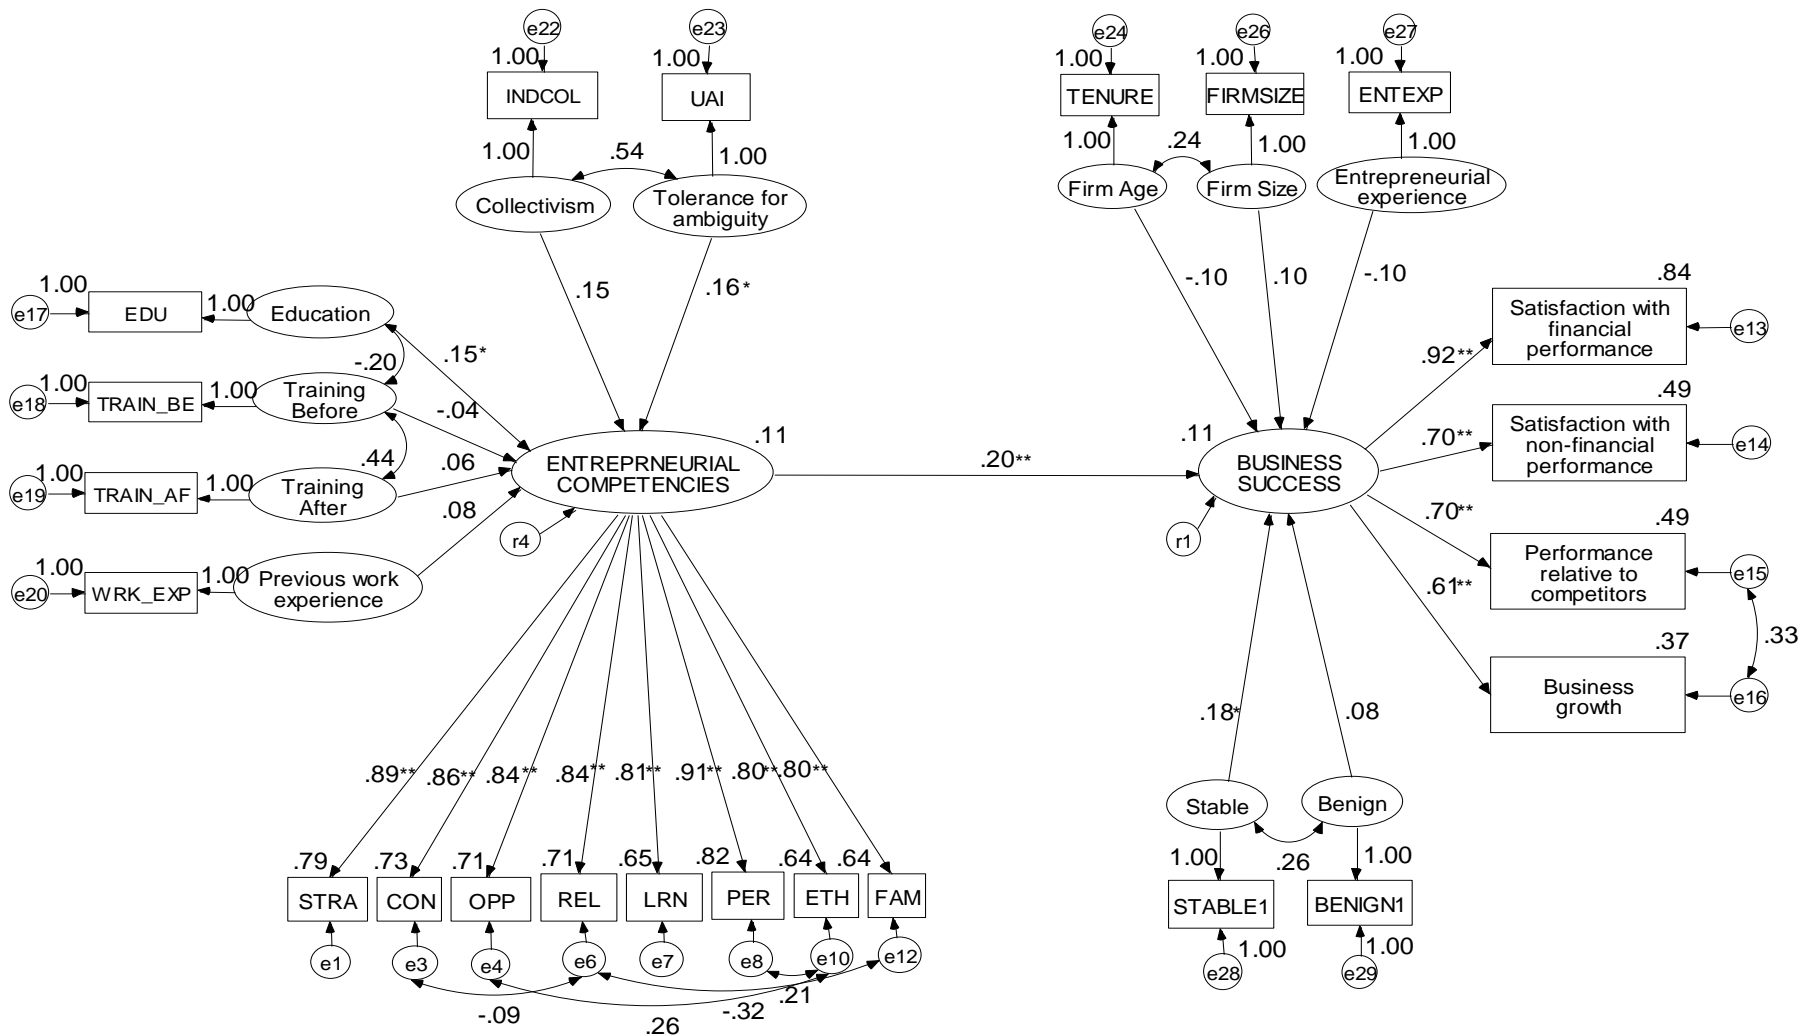 e22
e23
e24
e26
e27
1.00
1.00
1.00
1.00
1.00
INDCOL
UAI
TENURE
FIRMSIZE
ENTEXP
1.00
.54
1.00
1.00
.24
1.00
1.00
Collectivism
Tolerance for
ambiguity
Firm Age
Firm Size
Entrepreneurial
experience
1.00
e17
EDU
1.00
Education
.15
.16*
-.10
.10
-.10
.84
Satisfaction with
financial
performance
e13
.15*
-.20
.92**
1.00
e18
TRAIN_BE
1.00
Training
Before
-.04
.49
Satisfaction with
non-financial
performance
e14
.70**
.44
.06
1.00
e19
TRAIN_AF
1.00
Training
After
.08
.11
ENTREPRNEURIAL
COMPETENCIES
.20**
.11
BUSINESS
SUCCESS
r4
r1
.70**
.49
Performance
relative to
competitors
e15
.61**
1.00
e20
WRK_EXP
1.00
Previous work
experience
.33
.37
Business
growth
e16
.18*
.08
.89**
.86**
.84**
.84**
.81**
.91**
.80**
.80**
Stable
Benign
.26
.79
.73
.71
.71
.65
.82
.64
.64
1.00
1.00
STRA
CON
OPP
REL
LRN
PER
ETH
FAM
STABLE1
BENIGN1
e1
e3
e4
e6
e7
e8
e10
e12
1.00
1.00
e28
e29
-.09
.26
-.32
.21